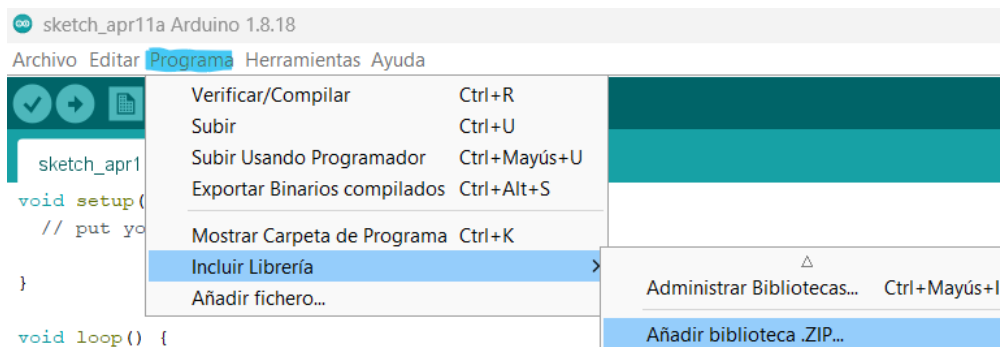 sketch_apr11a Arduino 1.8.18
Archivo Editar Programa Herramientas Ayuda
Verificar/Compilar Ctrl+R
Subir Ctrl+U
Subir Usando Programador Ctrl+Mayús+U
Exportar Binarios compilados Ctrl+Alt+S
Mostrar Carpeta de Programa Ctrl+K
Incluir Librería
Añadir fichero...
Administrar Bibliotecas... Ctrl+Mayús+I
Añadir biblioteca .ZIP...
sketch_apr1
void setup(
// put yo
}
void loop() {